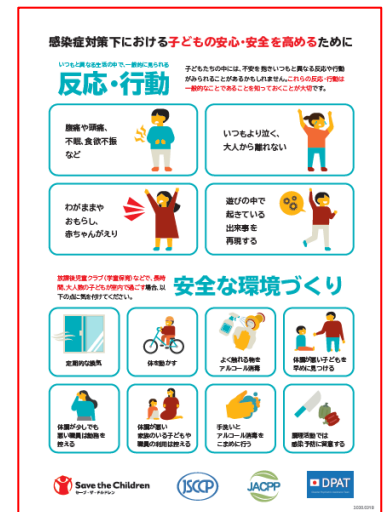 感染症対策下における子どもの安心・安全を高めるために
いつもと異なる生活の中で、一般的に見られる
反応・行動
子どもたちの中には、不安を抱きいつもと異なる反応や行動
がみられることがあるかもしれません。これらの反応・行動は
一般的なことであることを知っておくことが大切です。
腹痛や頭痛、
不眠、食欲不振
など
いつもより泣く、
大人から離れない
わがままや
おもらし、
赤ちゃんがえり
遊びの中で
起きている
出来事を
再現する
放課後児童クラブ(学童保育)などで、長時
間、大人数の子どもが室内で過ごす場合、以
下の点に気を付けてください。
安全な環境づくり
定期的な換気
体を動かす
よく触れる物を
アルコール消毒
体調が悪い子どもを
早めに見つける
体調が少しでも
悪い職員は勤務を
控える
体調が悪い
家族のいる子どもや
職員の利用は控える
手洗いと
アルコール消毒を
こまめに行う
調理活動では
感染予防に留意する
Save the Children
セーブ・ザ・チルドレン
JSCCP
JACPP
DPAT